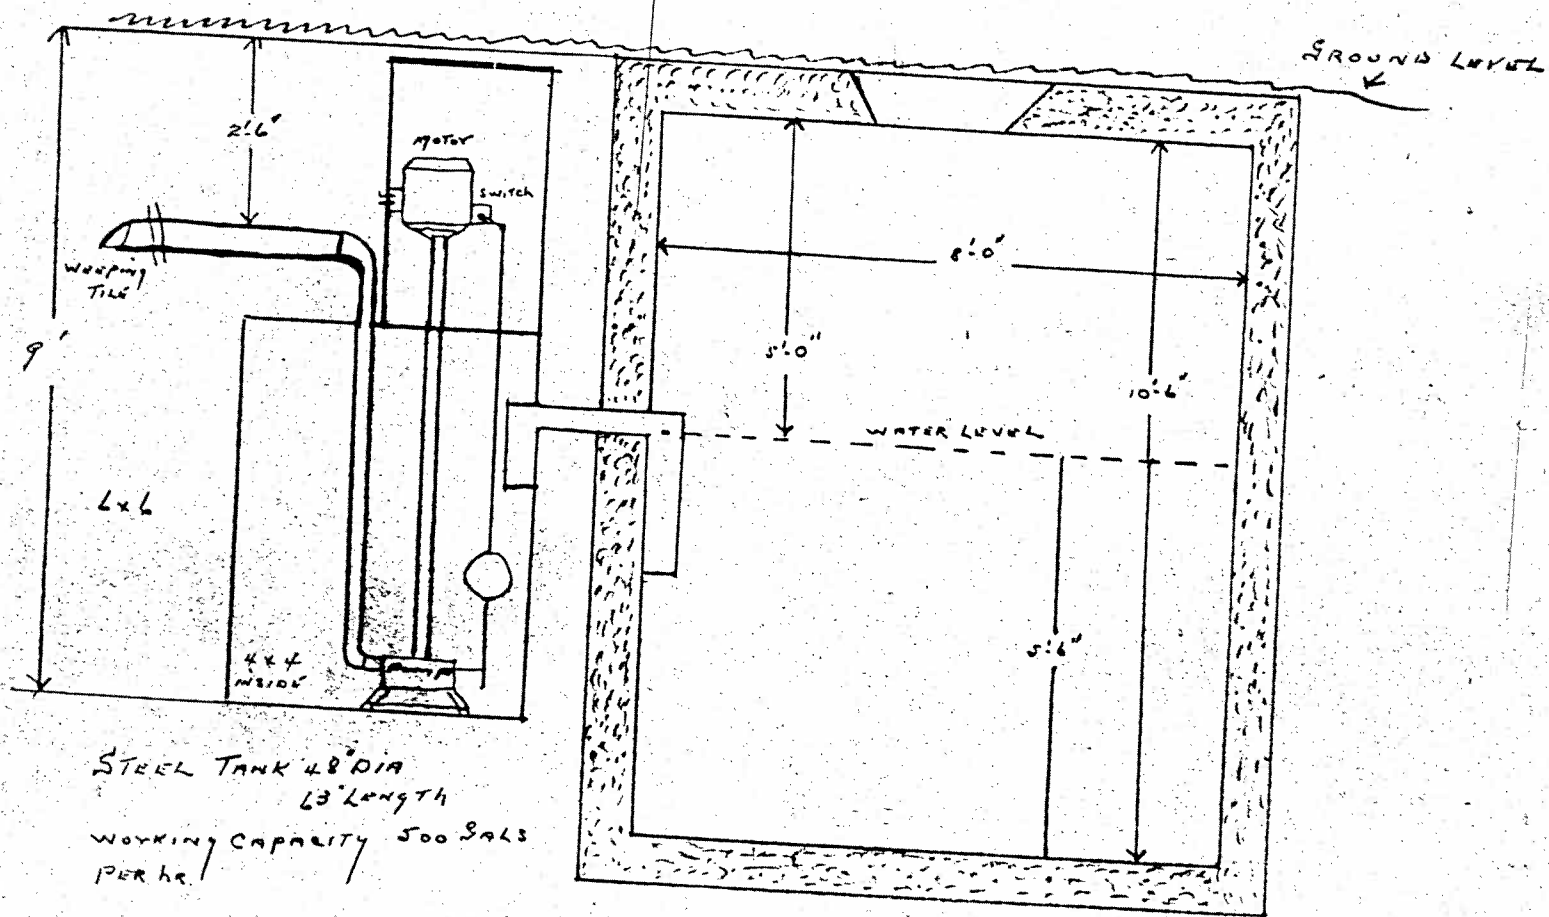 GROUND LEVEL
2'6"
MOTOR
SWITCH
WEEPING
TILE
8'-0"
9'
5'-0"
10'-6"
WATER LEVEL
6x6
5'-6"
4x4
INSIDE
STEEL TANK 48" DIA
63" LENGTH
WORKING CAPACITY 500 GALS
PER hR